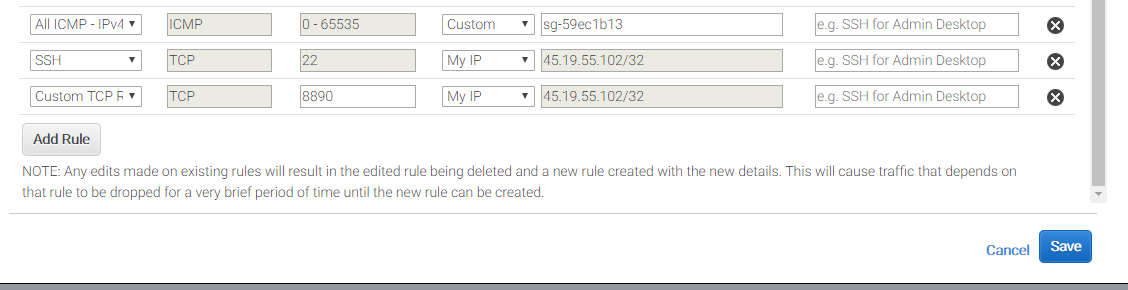 All ICMP - IPv4 ICMP 0 - 65535 Custom sg-59ec1b13 e.g. SSH for Admin Desktop
SSH TCP 22 My IP 45.19.55.102/32 e.g. SSH for Admin Desktop
Custom TCP R TCP 8890 My IP 45.19.55.102/32 e.g. SSH for Admin Desktop
Add Rule
NOTE: Any edits made on existing rules will result in the edited rule being deleted and a new rule created with the new details. This will cause traffic that depends on
that rule to be dropped for a very brief period of time until the new rule can be created.
Cancel Save